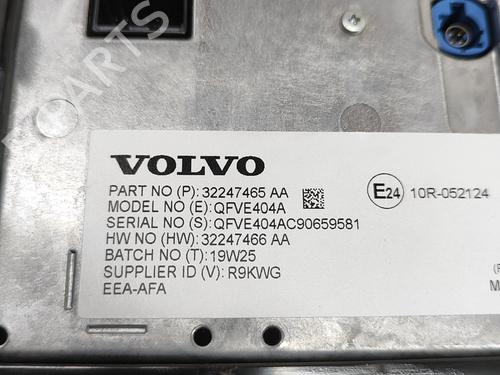 VOLVO
PART NO (P): 32247465 AA
MODEL NO (E): QFVE404A
SERIAL NO (S): QFVE404AC90659581
HW NO (HW): 32247466 AA
BATCH NO (T): 19W25
SUPPLIER ID (V): R9KWG
EEA-AFA
E24 10R-052124
B-PARTS